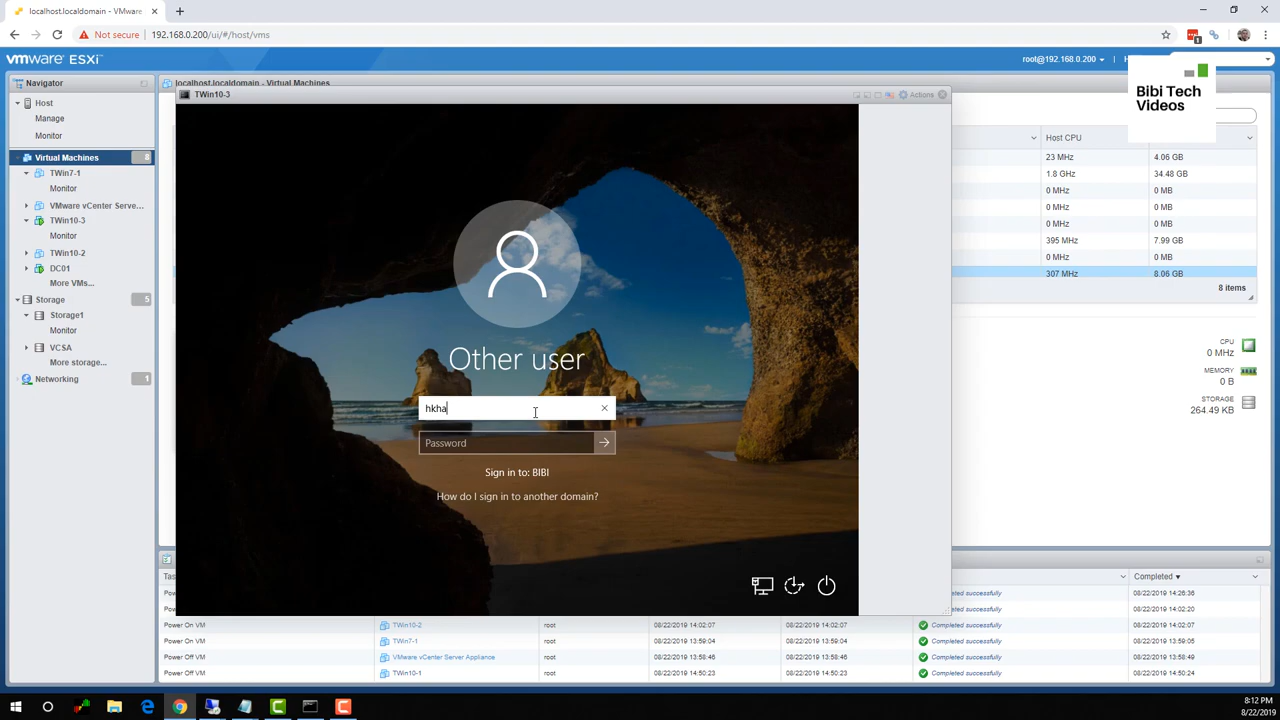 localhost.localdomain - VMware
Not secure
192.168.0.200/ui/#/host/vms
1
vmware ESXi™
root@192.168.0.200
H
Bibi Tech
Videos
Navigator
localhost.localdomain - Virtual Machines
Host
Manage
Monitor
Virtual Machines 8
TWin7-1
Monitor
VMware vCenter Serve...
TWin10-3
Monitor
TWin10-2
DC01
More VMs...
Storage 5
Storage1
Monitor
VCSA
More storage...
Networking 1
TWin10-3
Actions
Other user
hkha
Password
Sign in to: BIBI
How do I sign in to another domain?
Host CPU
23 MHz 4.06 GB
1.8 GHz 34.48 GB
0 MHz 0 MB
0 MHz 0 MB
0 MHz 0 MB
395 MHz 7.99 GB
0 MHz 0 MB
307 MHz 8.06 GB
8 items
CPU
0 MHz
MEMORY
0 B
STORAGE
264.49 KB
Completed
successfully 08/22/2019 14:26:36
successfully 08/22/2019 14:02:20
Power On VM TWin10-2 root 08/22/2019 14:02:07 08/22/2019 14:02:07 Completed successfully 08/22/2019 14:02:07
Power On VM TWin7-1 root 08/22/2019 13:59:04 08/22/2019 13:59:04 Completed successfully 08/22/2019 13:59:05
Power Off VM VMware vCenter Server Appliance root 08/22/2019 13:58:46 08/22/2019 13:58:46 Completed successfully 08/22/2019 13:58:49
Power Off VM TWin10-1 root 08/22/2019 14:50:23 08/22/2019 14:50:23 Completed successfully 08/22/2019 14:50:24
8:12 PM
8/22/2019